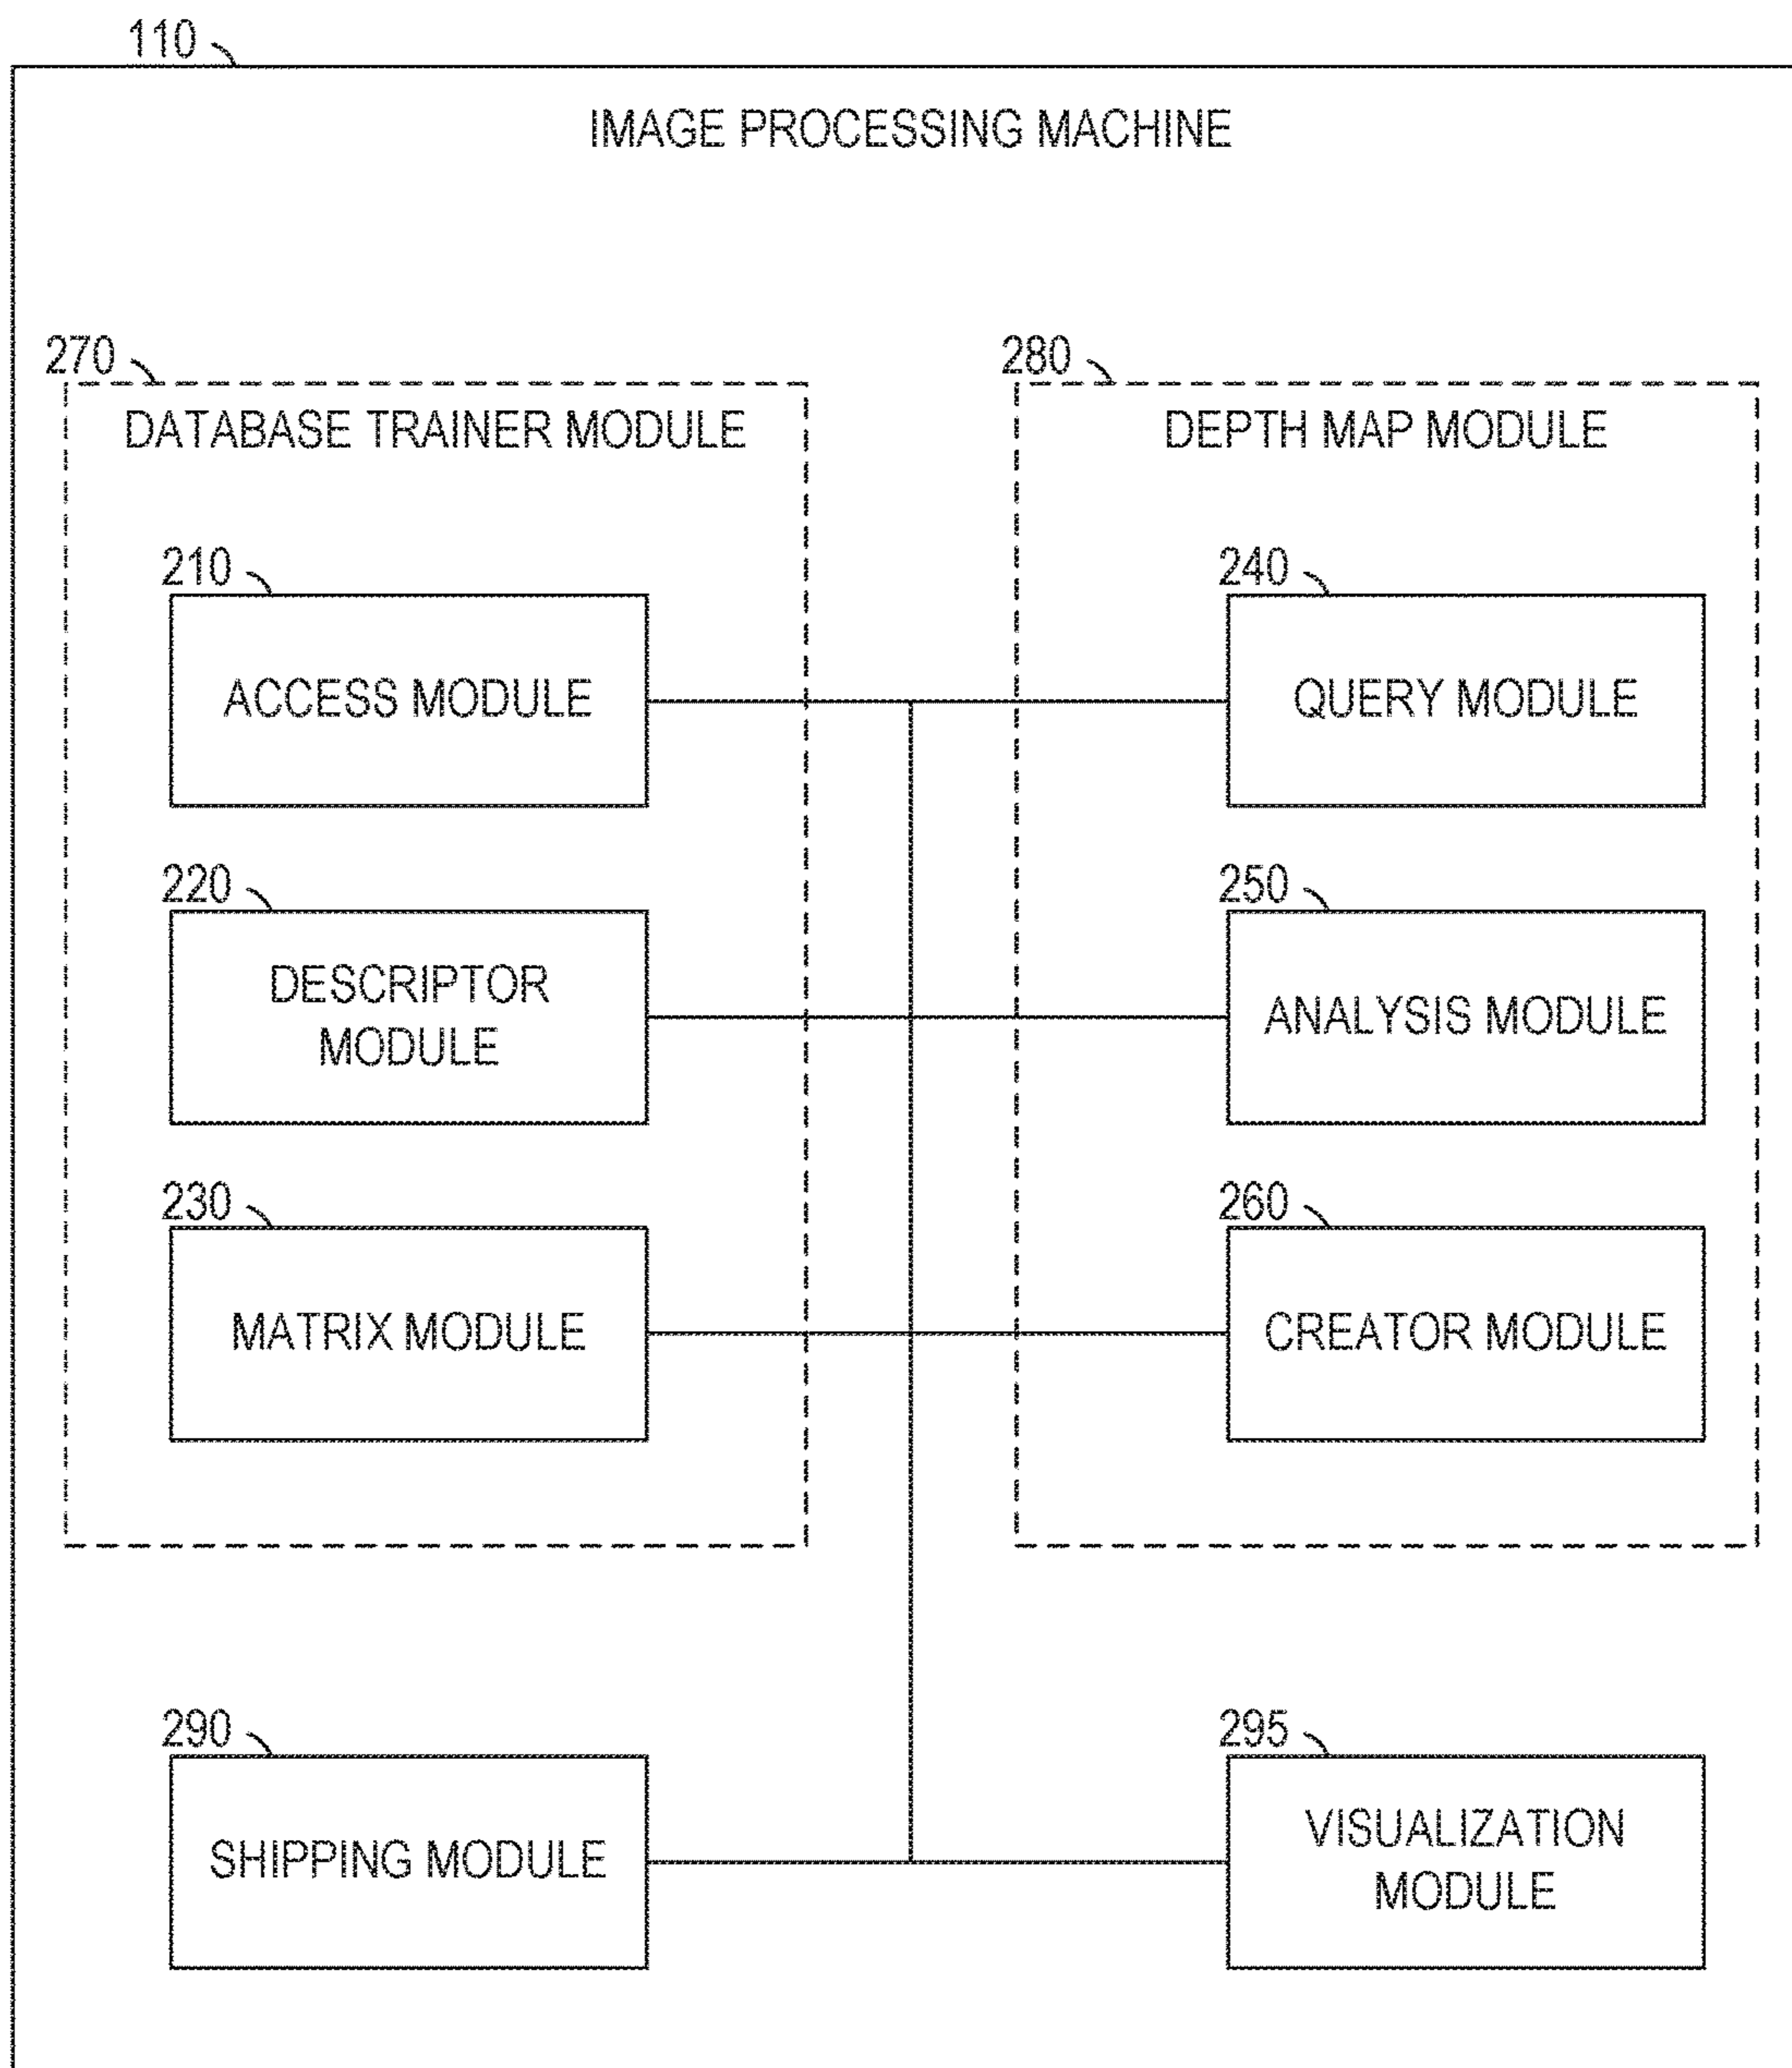 110
IMAGE PROCESSING MACHINE
270
DATABASE TRAINER MODULE
280
DEPTH MAP MODULE
210
ACCESS MODULE
240
QUERY MODULE
220
DESCRIPTOR
MODULE
250
ANALYSIS MODULE
230
MATRIX MODULE
260
CREATOR MODULE
290
SHIPPING MODULE
295
VISUALIZATION
MODULE